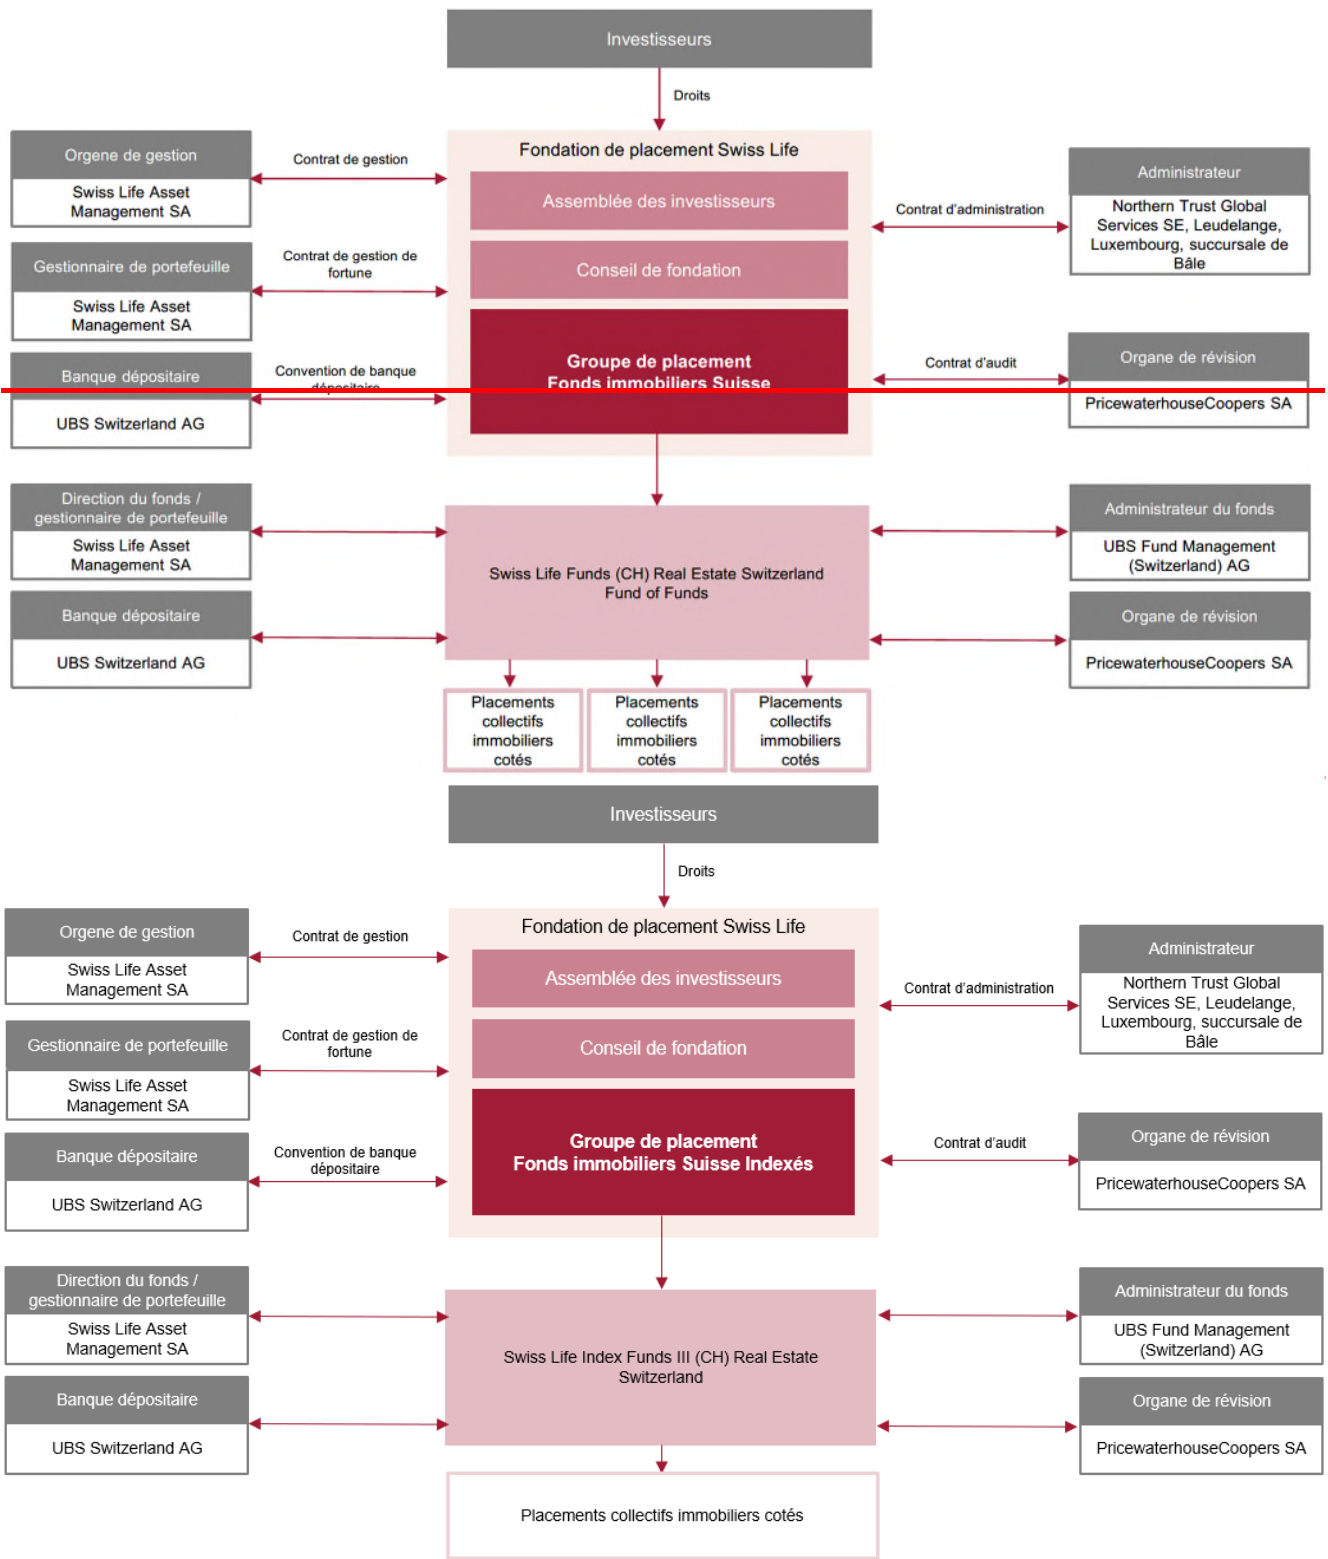 Investisseurs
Droits
Orgene de gestion
Swiss Life Asset
Management SA
Contrat de gestion
Gestionnaire de portefeuille
Swiss Life Asset
Management SA
Contrat de gestion de
fortune
Banque dépositaire
UBS Switzerland AG
Convention de banque
dépositaire
Fondation de placement Swiss Life
Assemblée des investisseurs
Conseil de fondation
Groupe de placement
Fonds immobiliers Suisse
Contrat d'administration
Administrateur
Northern Trust Global
Services SE, Leudelange,
Luxembourg, succursale de
Bâle
Contrat d'audit
Organe de révision
PricewaterhouseCoopers SA
Direction du fonds /
gestionnaire de portefeuille
Swiss Life Asset
Management SA
Banque dépositaire
UBS Switzerland AG
Swiss Life Funds (CH) Real Estate Switzerland
Fund of Funds
Administrateur du fonds
UBS Fund Management
(Switzerland) AG
Organe de révision
PricewaterhouseCoopers SA
Placements
collectifs
immobiliers
cotés
Placements
collectifs
immobiliers
cotés
Placements
collectifs
immobiliers
cotés
Investisseurs
Droits
Orgene de gestion
Swiss Life Asset
Management SA
Contrat de gestion
Gestionnaire de portefeuille
Swiss Life Asset
Management SA
Contrat de gestion de
fortune
Banque dépositaire
UBS Switzerland AG
Convention de banque
dépositaire
Fondation de placement Swiss Life
Assemblée des investisseurs
Conseil de fondation
Groupe de placement
Fonds immobiliers Suisse Indexés
Contrat d'administration
Administrateur
Northern Trust Global
Services SE, Leudelange,
Luxembourg, succursale de
Bâle
Contrat d'audit
Organe de révision
PricewaterhouseCoopers SA
Direction du fonds /
gestionnaire de portefeuille
Swiss Life Asset
Management SA
Banque dépositaire
UBS Switzerland AG
Swiss Life Index Funds III (CH) Real Estate
Switzerland
Administrateur du fonds
UBS Fund Management
(Switzerland) AG
Organe de révision
PricewaterhouseCoopers SA
Placements collectifs immobiliers cotés